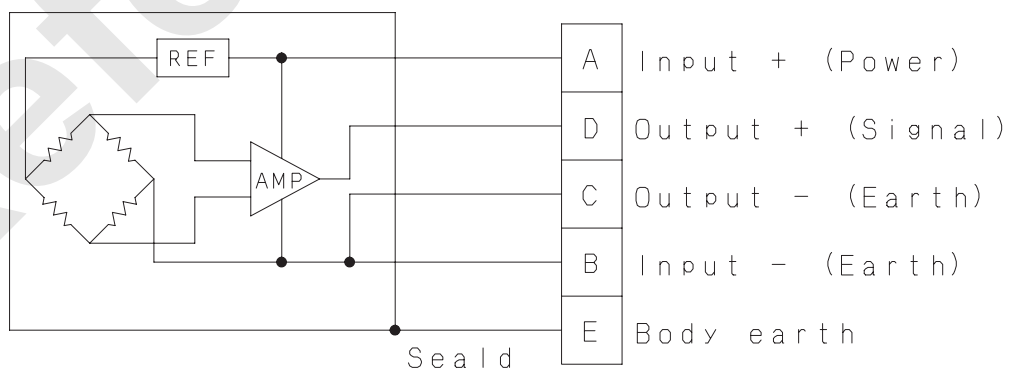 REF
A Input + (Power)
D Output + (Signal)
AMP
C Output - (Earth)
B Input - (Earth)
E Body earth
Seald